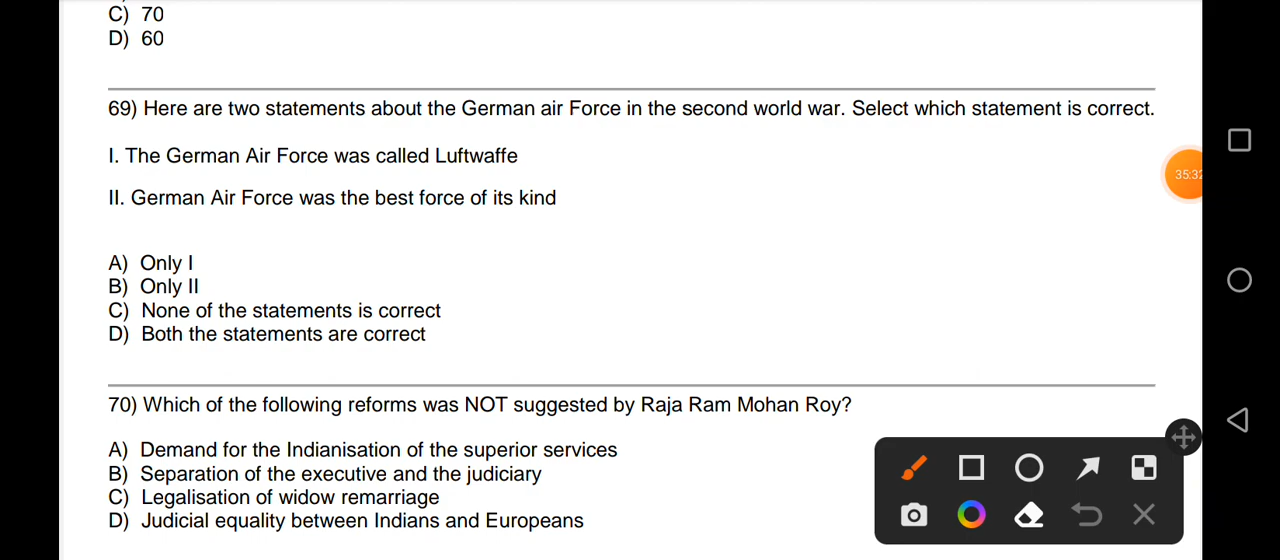 C) 70
D) 60
69) Here are two statements about the German air Force in the second world war. Select which statement is correct.
I. The German Air Force was called Luftwaffe
II. German Air Force was the best force of its kind
A) Only I
B) Only II
C) None of the statements is correct
D) Both the statements are correct
70) Which of the following reforms was NOT suggested by Raja Ram Mohan Roy?
A) Demand for the Indianisation of the superior services
B) Separation of the executive and the judiciary
C) Legalisation of widow remarriage
D) Judicial equality between Indians and Europeans
35:32